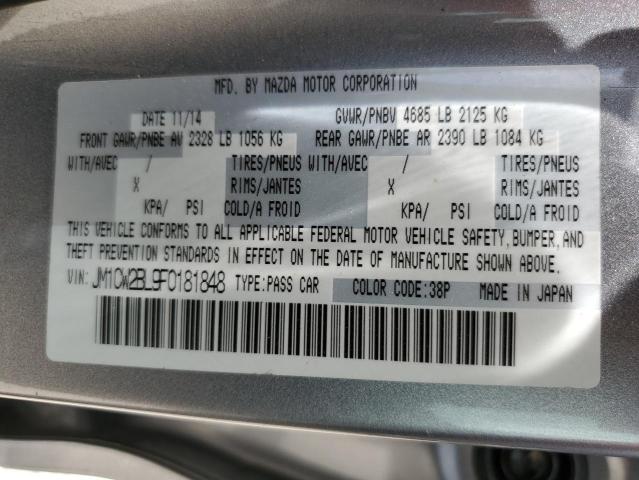 MFD. BY MAZDA MOTOR CORPORATION
DATE 11/14 GVWR/PNBV 4685 LB 2125 KG
FRONT GAWR/PNBE AV 2328 LB 1056 KG REAR GAWR/PNBE AR 2390 LB 1084 KG
WITH/AVEC / TIRES/PNEUS WITH/AVEC / TIRES/PNEUS
X RIMS/JANTES X RIMS/JANTES
KPA/ PSI COLD/A FROID KPA/ PSI COLD/A FROID
THIS VEHICLE CONFORMS TO ALL APPLICABLE FEDERAL MOTOR VEHICLE SAFETY, BUMPER, AND
THEFT PREVENTION STANDARDS IN EFFECT ON THE DATE OF MANUFACTURE SHOWN ABOVE.
VIN: JM1CW2BL9F0181848 TYPE:PASS CAR COLOR CODE:38P MADE IN JAPAN